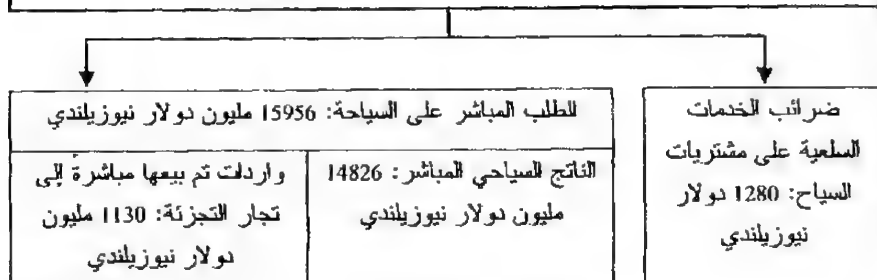 للطلب المباشر على السياحة: 15956 مليون دولار نيوزيلندي
ضرائب الخدمات
السلعية على مشتريات
السياح: 1280 دولار
نيوزيلندي
الناتج السياحي المباشر: 14826
مليون دولار نيوزيلندي
واردات تم بيعها مباشرة إلى
تجار التجزئة: 1130 مليون
دولار نيوزيلندي